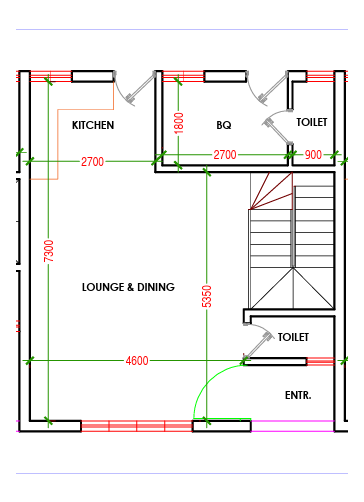 KITCHEN
BQ
TOILET
1800
2700
2700
900
7300
LOUNGE & DINING
5350
TOILET
4600
ENTR.